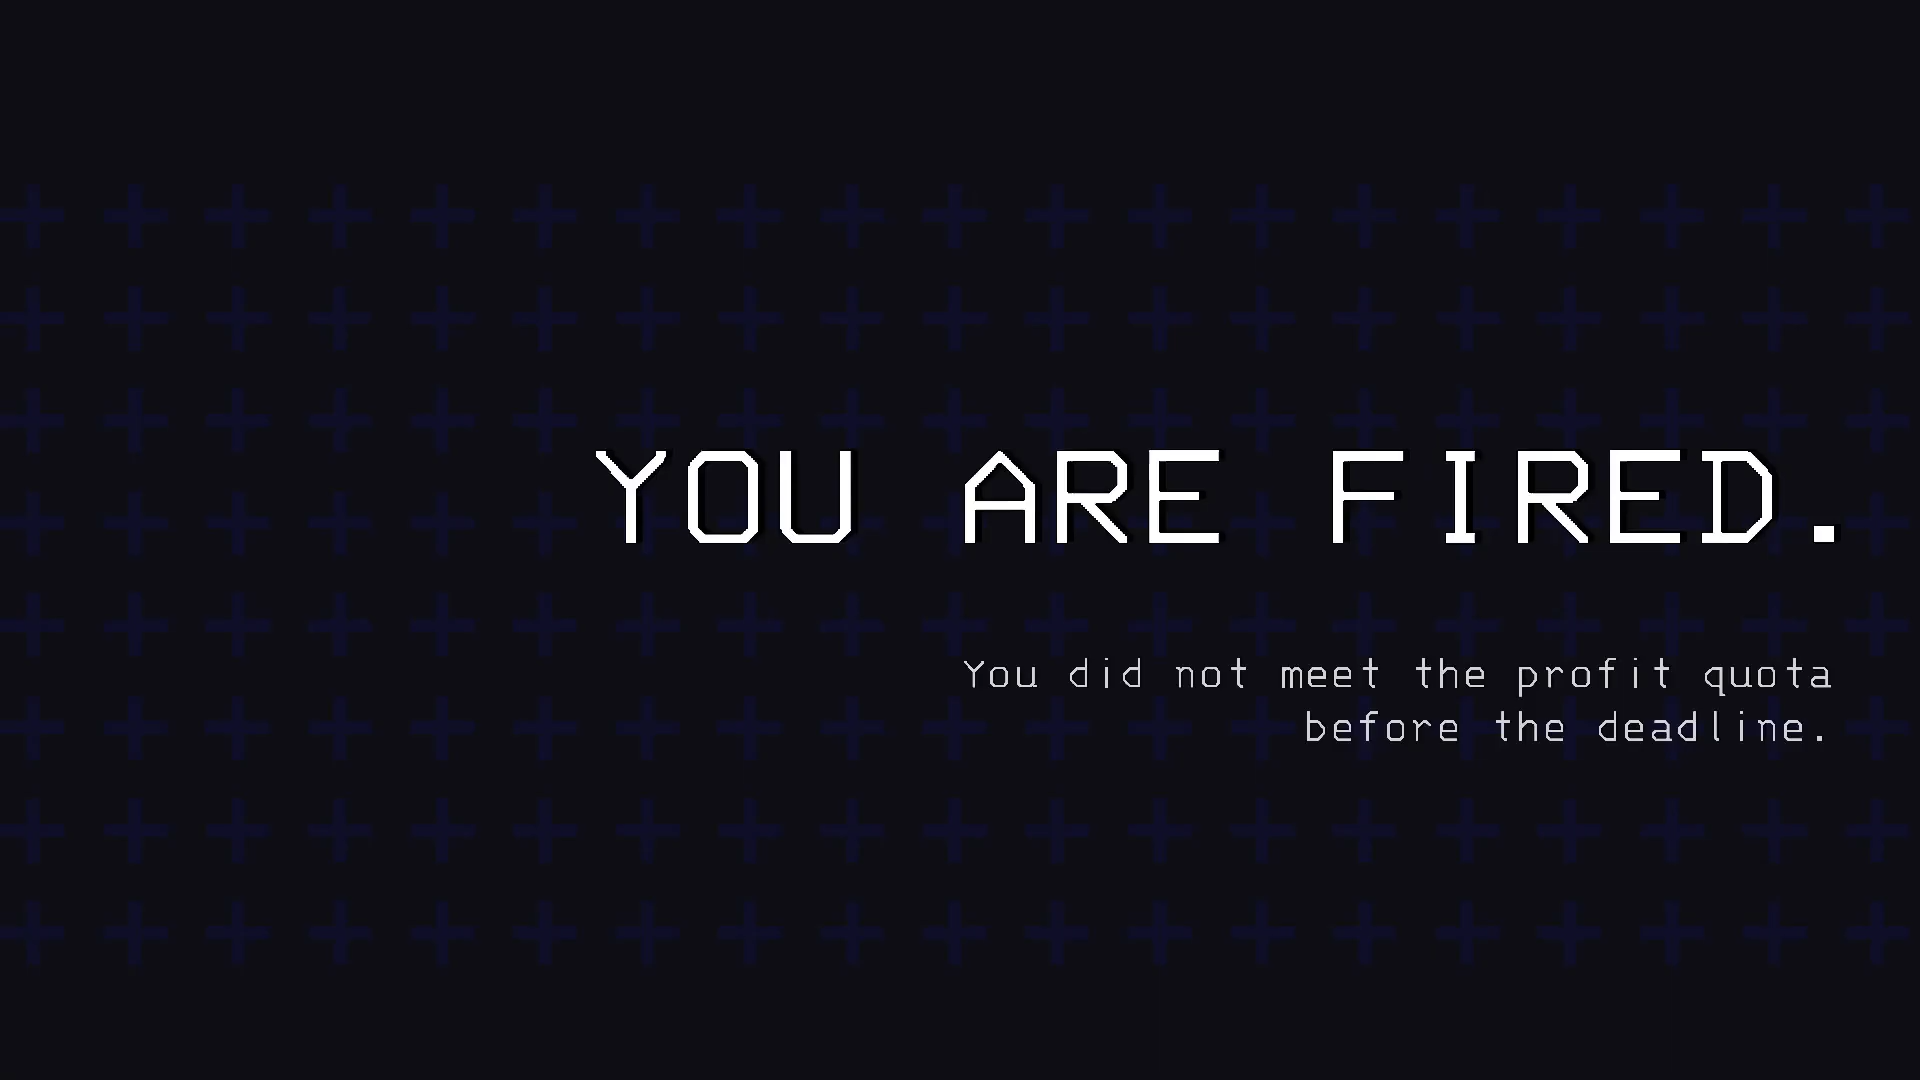 YOU ARE FIRED.
You did not meet the profit quota
before the deadline.